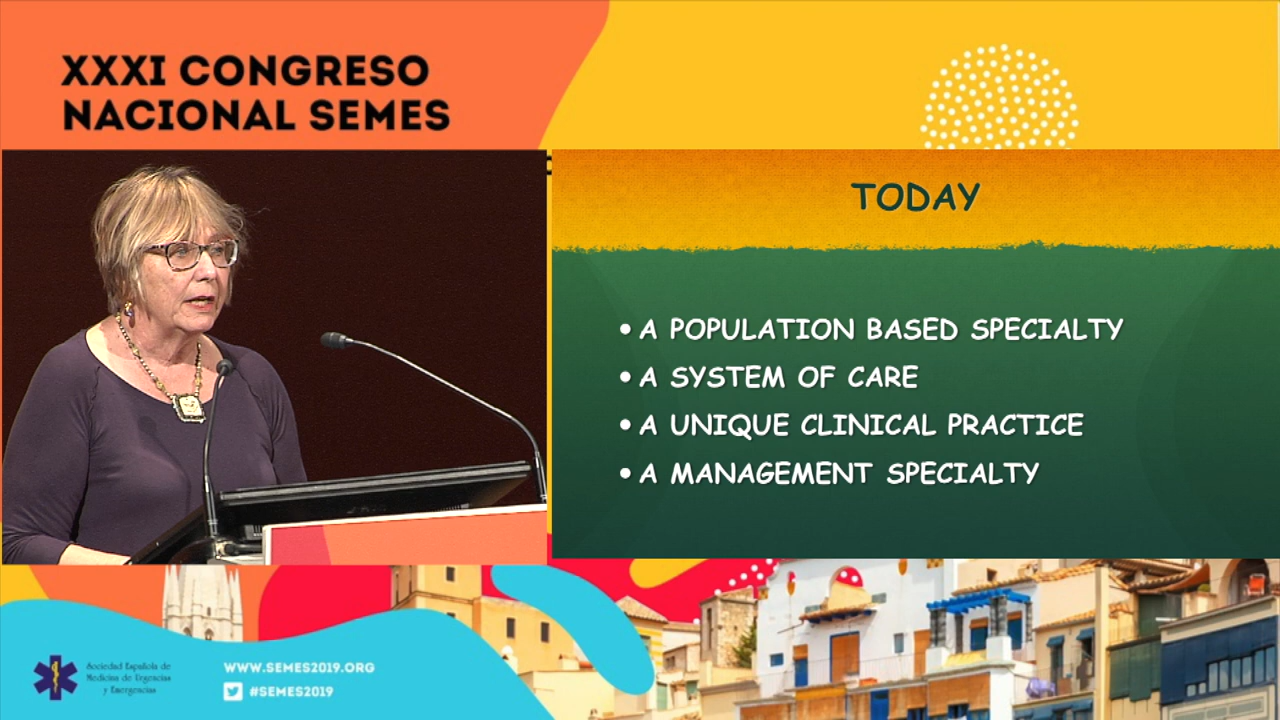 XXXI CONGRESO
NACIONAL SEMES
TODAY
• A POPULATION BASED SPECIALTY
• A SYSTEM OF CARE
• A UNIQUE CLINICAL PRACTICE
• A MANAGEMENT SPECIALTY
Sociedad Española de
Medicina de Urgencias
y Emergencias
WWW.SEMES2019.ORG
#SEMES2019